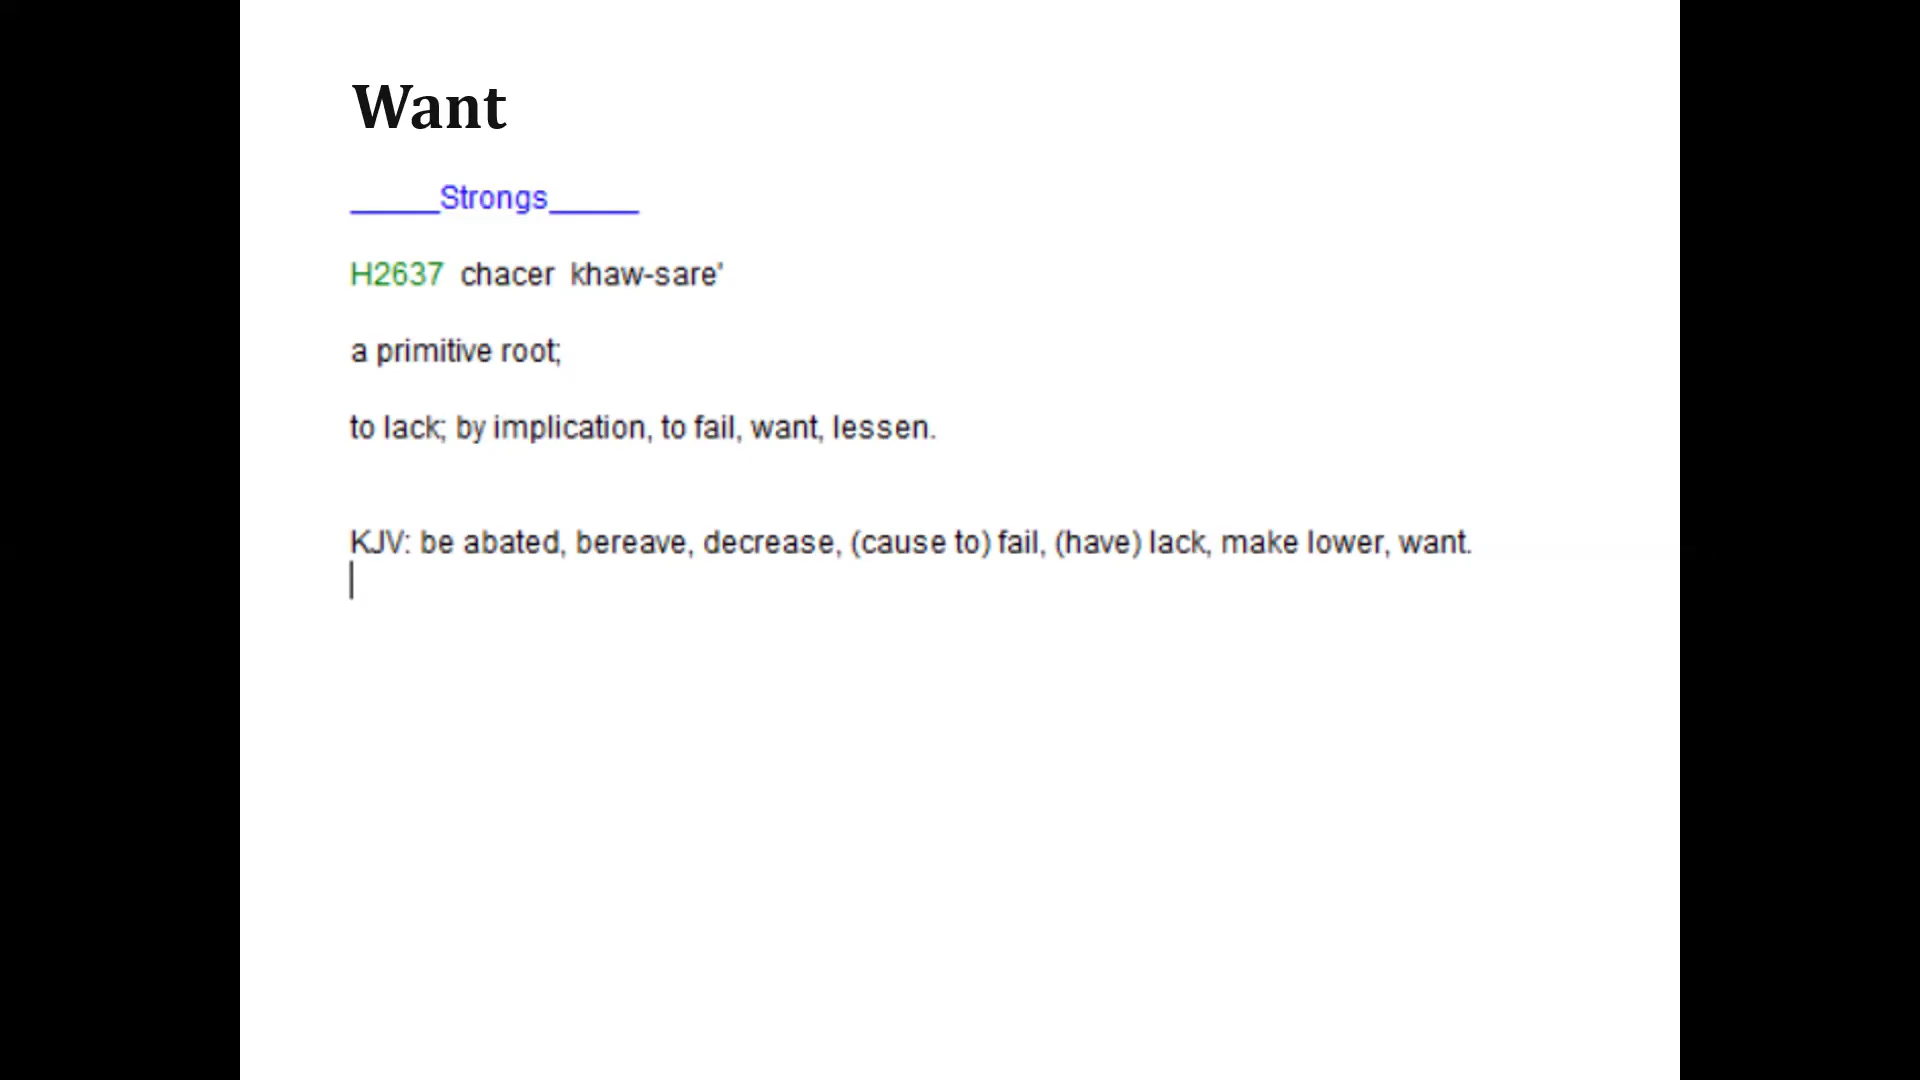 Want
_____Strongs_____
H2637 chacer khaw-sare'
a primitive root;
to lack; by implication, to fail, want, lessen.
KJV: be abated, bereave, decrease, (cause to) fail, (have) lack, make lower, want.